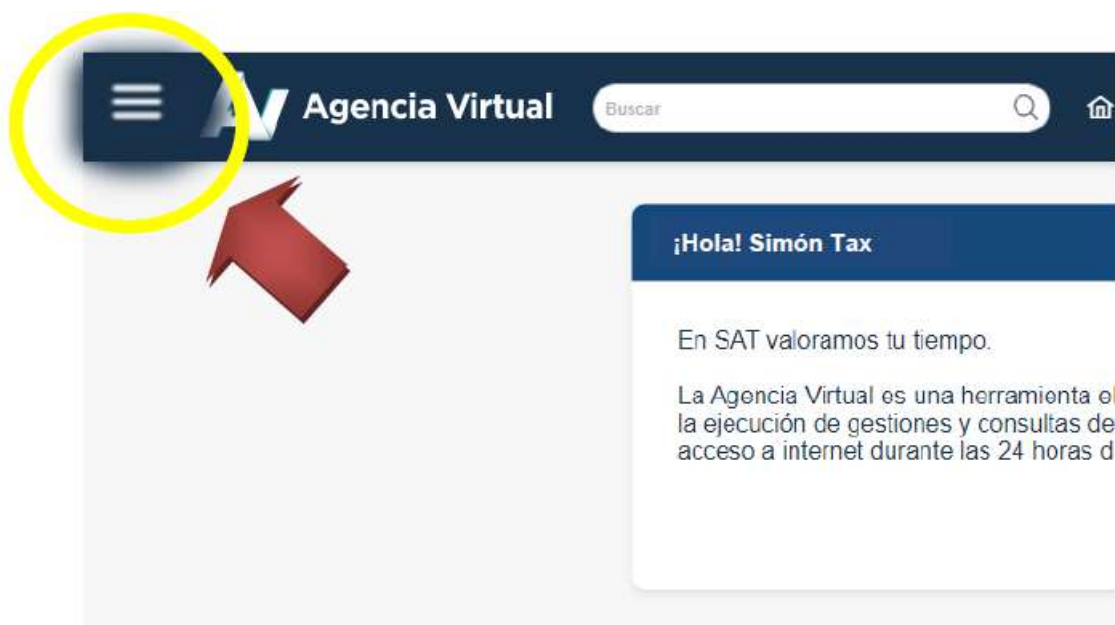 Agencia Virtual
Buscar
¡Hola! Simón Tax
En SAT valoramos tu tiempo.
La Agencia Virtual es una herramienta
la ejecución de gestiones y consultas de
acceso a internet durante las 24 horas